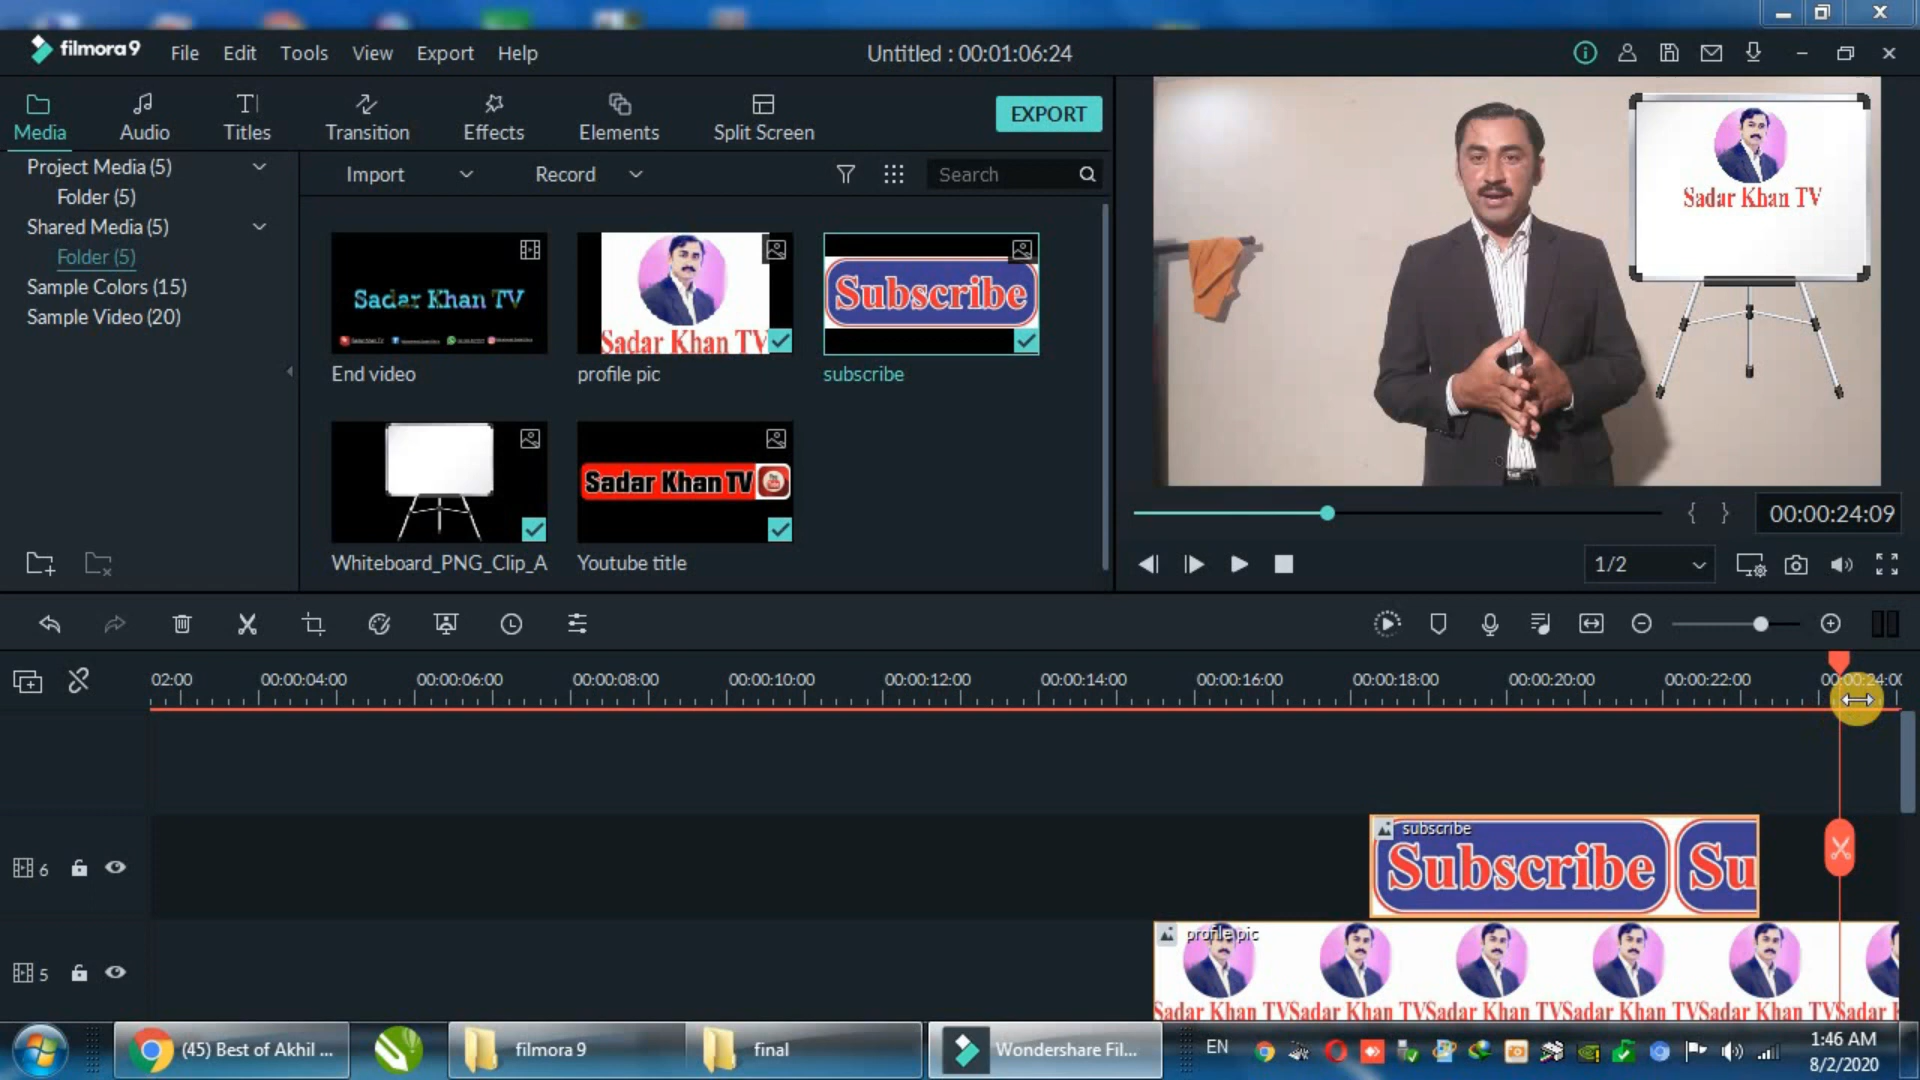 filmora 9
File
Edit
Tools
View
Export
Help
Untitled : 00:01:06:24
Media
Audio
Titles
Transition
Effects
Elements
Split Screen
EXPORT
Project Media (5)
Folder (5)
Shared Media (5)
Folder (5)
Sample Colors (15)
Sample Video (20)
Import
Record
Search
Sadar Khan TV
End video
Sadar Khan TV
profile pic
Subscribe
subscribe
Whiteboard_PNG_Clip_A
Sadar Khan TV
Youtube title
Sadar Khan TV
{ }
00:00:24:09
1/2
02:00
00:00:04:00
00:00:06:00
00:00:08:00
00:00:10:00
00:00:12:00
00:00:14:00
00:00:16:00
00:00:18:00
00:00:20:00
00:00:22:00
00:00:24:00
6
subscribe
Subscribe
Su
5
profile pic
Sadar Khan TVSadar Khan TVSadar Khan TVSadar Khan TVSadar Khan TVSadar K
(45) Best of Akhil ...
filmora 9
final
Wondershare Fil...
EN
1:46 AM
8/2/2020